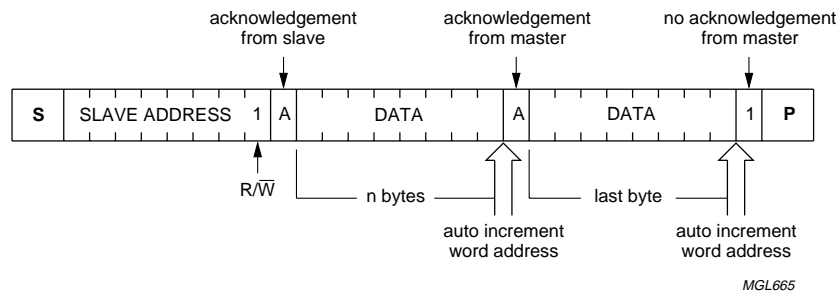 acknowledgement
from slave
acknowledgement
from master
no acknowledgement
from master
S SLAVE ADDRESS 1 A DATA A DATA 1 P
R/W̅
n bytes
last byte
auto increment
word address
auto increment
word address
MGL665